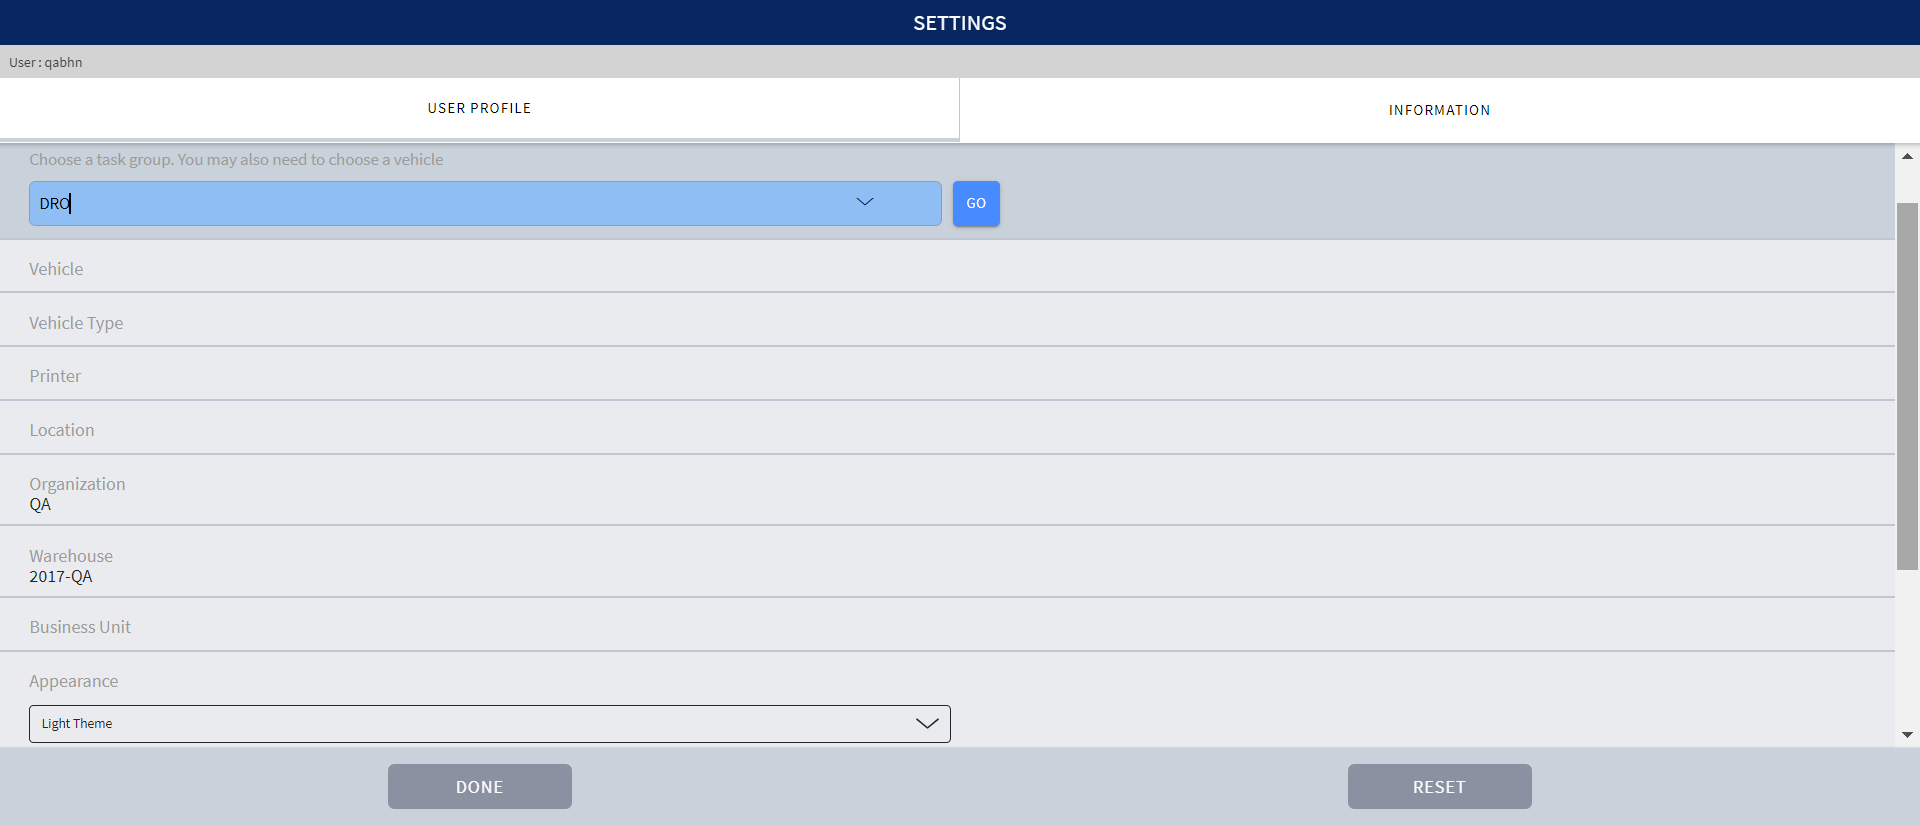 SETTINGS
User : qabhn
USER PROFILE
INFORMATION
Choose a task group. You may also need to choose a vehicle
DRO
GO
Vehicle
Vehicle Type
Printer
Location
Organization
QA
Warehouse
2017-QA
Business Unit
Appearance
Light Theme
DONE
RESET